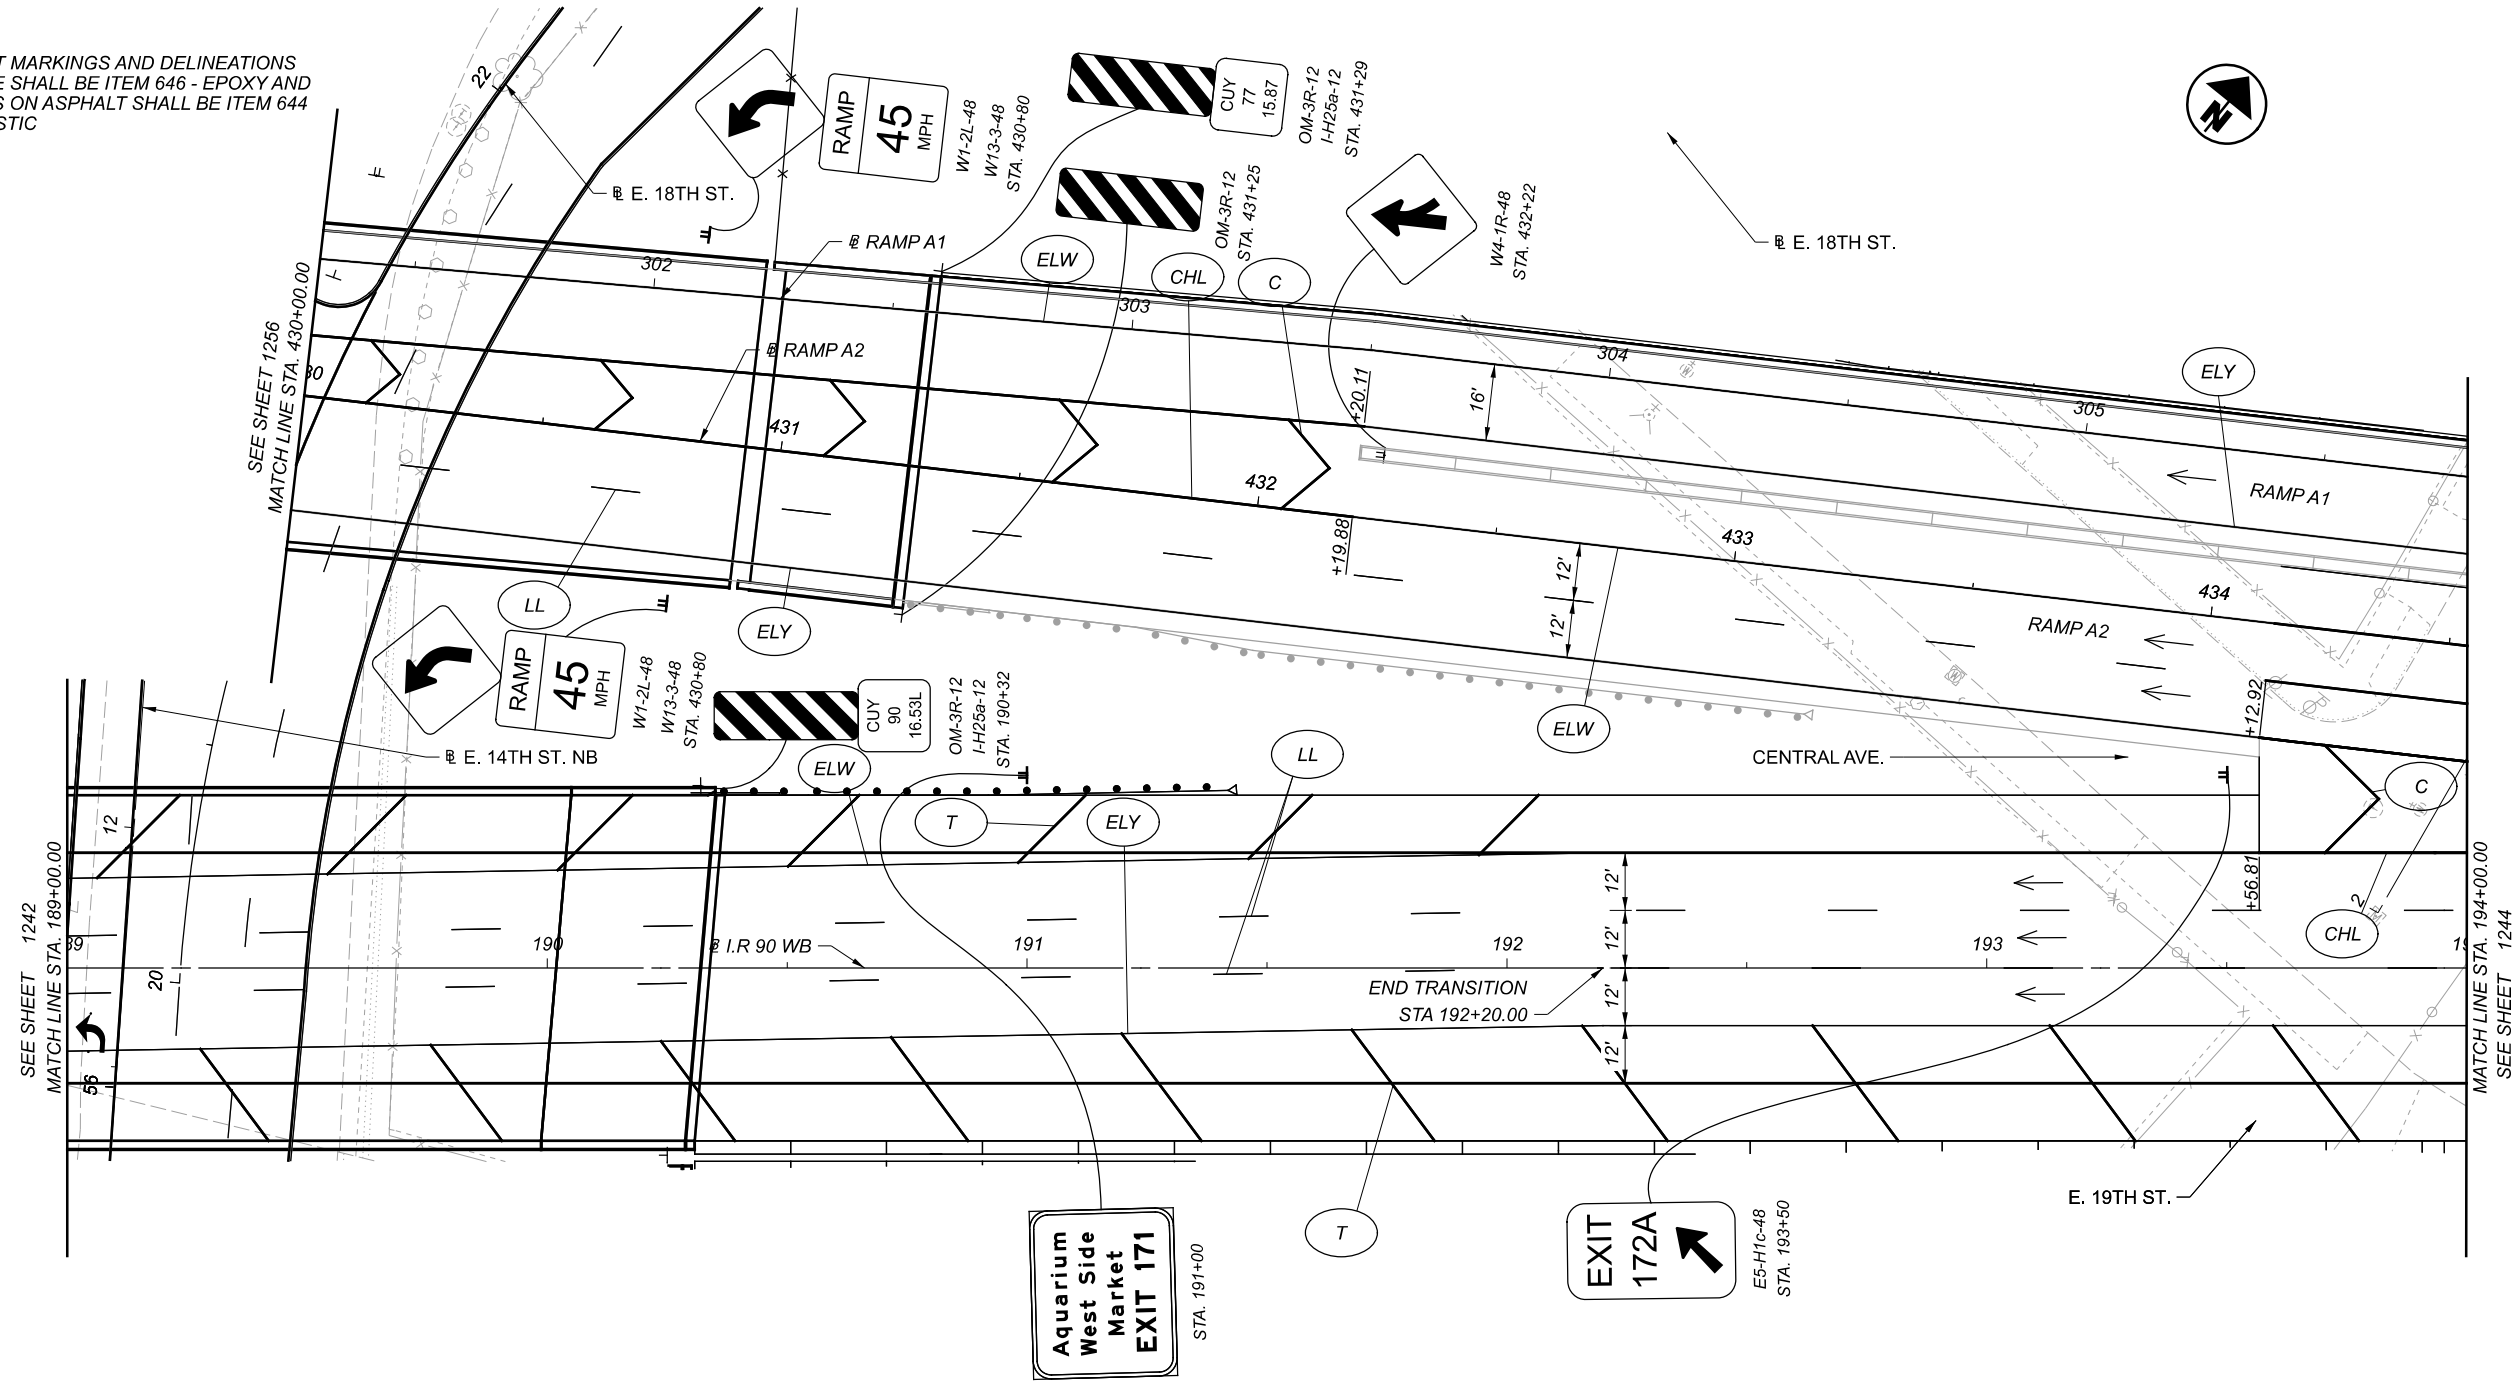 T MARKINGS AND DELINEATIONS
E SHALL BE ITEM 646 - EPOXY AND
S ON ASPHALT SHALL BE ITEM 644
STIC
22
℄ E. 18TH ST.
RAMP
45
MPH
W1-2L-48
W13-3-48
STA. 430+80
CUY
77
15.87
OM-3R-12
I-H25a-12
STA. 431+29
OM-3R-12
STA. 431+25
W4-1R-48
STA. 432+22
℄ E. 18TH ST.
N
SEE SHEET 1256
MATCH LINE STA. 430+00.00
302
℄ RAMP A1
ELW
CHL
C
303
304
305
ELY
℄ RAMP A2
30
431
432
433
434
+20.11
16'
+19.88
12'
12'
RAMP A1
RAMP A2
LL
ELY
ELW
+12.92
RAMP
45
MPH
W1-2L-48
W13-3-48
STA. 430+80
CUY
90
16.53L
OM-3R-12
I-H25a-12
STA. 190+32
℄ E. 14TH ST. NB
ELW
T
ELY
LL
CENTRAL AVE.
C
12
20
56
SEE SHEET 1242
MATCH LINE STA. 189+00.00
39
190
℄ I.R 90 WB
191
192
193
19
END TRANSITION
STA 192+20.00
12'
12'
12'
12'
+56.81
2
CHL
MATCH LINE STA. 194+00.00
SEE SHEET 1244
Aquarium
West Side
Market
EXIT 171
STA. 191+00
T
EXIT
172A
E5-H1c-48
STA. 193+50
E. 19TH ST.